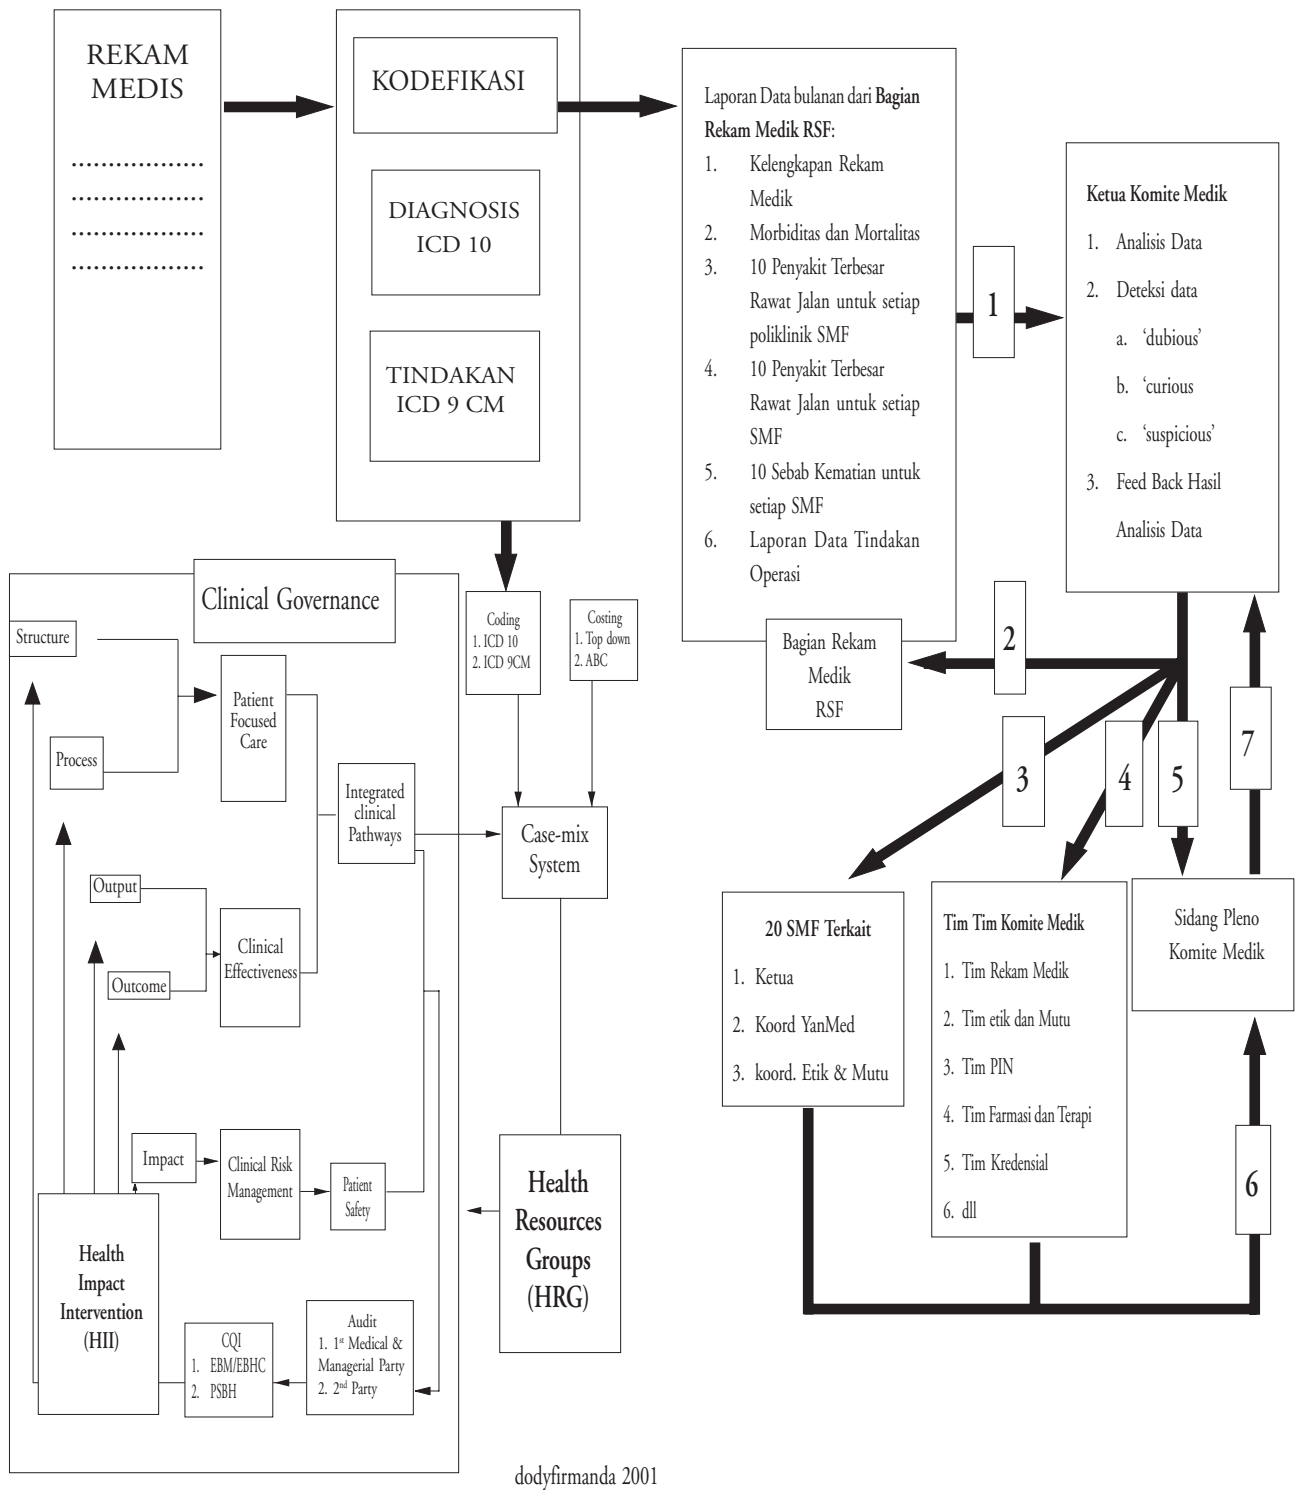 REKAM
MEDIS
..................
..................
..................
..................
KODEFIKASI
DIAGNOSIS
ICD 10
TINDAKAN
ICD 9 CM
Laporan Data bulanan dari Bagian
Rekam Medik RSF:
1. Kelengkapan Rekam
Medik
2. Morbiditas dan Mortalitas
3. 10 Penyakit Terbesar
Rawat Jalan untuk setiap
poliklinik SMF
4. 10 Penyakit Terbesar
Rawat Jalan untuk setiap
SMF
5. 10 Sebab Kematian untuk
setiap SMF
6. Laporan Data Tindakan
Operasi
1
Ketua Komite Medik
1. Analisis Data
2. Deteksi data
a. ‘dubious’
b. ‘curious
c. ‘suspicious’
3. Feed Back Hasil
Analisis Data
Bagian Rekam
Medik
RSF
2
3
4
5
7
20 SMF Terkait
1. Ketua
2. Koord YanMed
3. koord. Etik & Mutu
Tim Tim Komite Medik
1. Tim Rekam Medik
2. Tim etik dan Mutu
3. Tim PIN
4. Tim Farmasi dan Terapi
5. Tim Kredensial
6. dll
Sidang Pleno
Komite Medik
6
Clinical Governance
Structure
Process
Patient
Focused
Care
Output
Outcome
Clinical
Effectiveness
Integrated
clinical
Pathways
Coding
1. ICD 10
2. ICD 9CM
Costing
1. Top down
2. ABC
Case-mix
System
Impact
Clinical Risk
Management
Patient
Safety
Health
Resources
Groups
(HRG)
Health
Impact
Intervention
(HII)
CQI
1. EBM/EBHC
2. PSBH
Audit
1. 1st Medical &
Managerial Party
2. 2nd Party
dodyfirmanda 2001